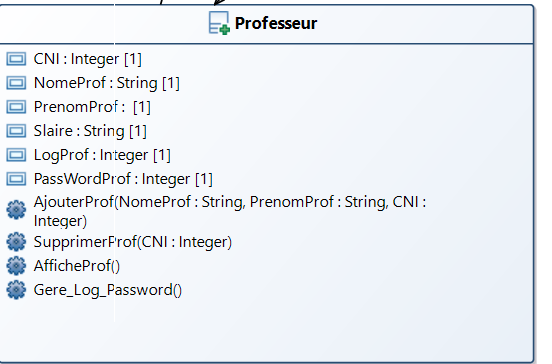 Professeur
CNI : Integer [1]
NomeProf : String [1]
PrenomProf :  [1]
Slaire : String [1]
LogProf : Integer [1]
PassWordProf : Integer [1]
AjouterProf(NomeProf : String, PrenomProf : String, CNI :
Integer)
SupprimerProf(CNI : Integer)
AfficheProf()
Gere_Log_Password()